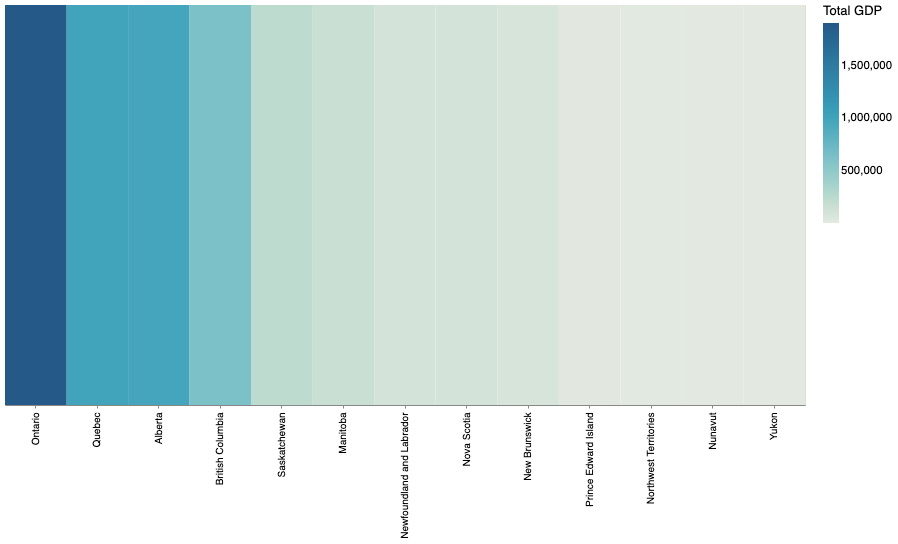 Total GDP
1,500,000
1,000,000
500,000
Ontario
Quebec
Alberta
British Columbia
Saskatchewan
Manitoba
Newfoundland and Labrador
Nova Scotia
New Brunswick
Prince Edward Island
Northwest Territories
Nunavut
Yukon